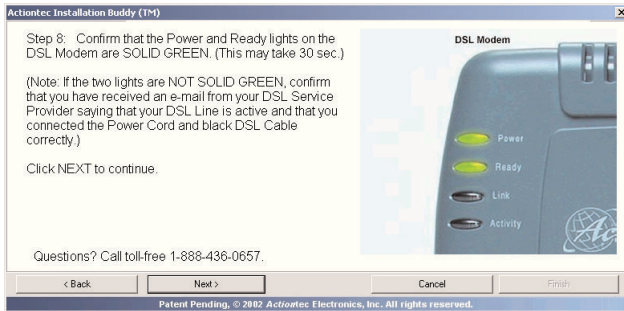 Actiontec Installation Buddy (TM)
Step 8: Confirm that the Power and Ready lights on the
DSL Modem are SOLID GREEN. (This may take 30 sec.)
(Note: If the two lights are NOT SOLID GREEN, confirm
that you have received an e-mail from your DSL Service
Provider saying that your DSL Line is active and that you
connected the Power Cord and black DSL Cable
correctly.)
Click NEXT to continue.
Questions? Call toll-free 1-888-436-0657.
DSL Modem
Power
Ready
Link
Activity
< Back
Next >
Cancel
Finish
Patent Pending, © 2002 Actiontec Electronics, Inc. All rights reserved.